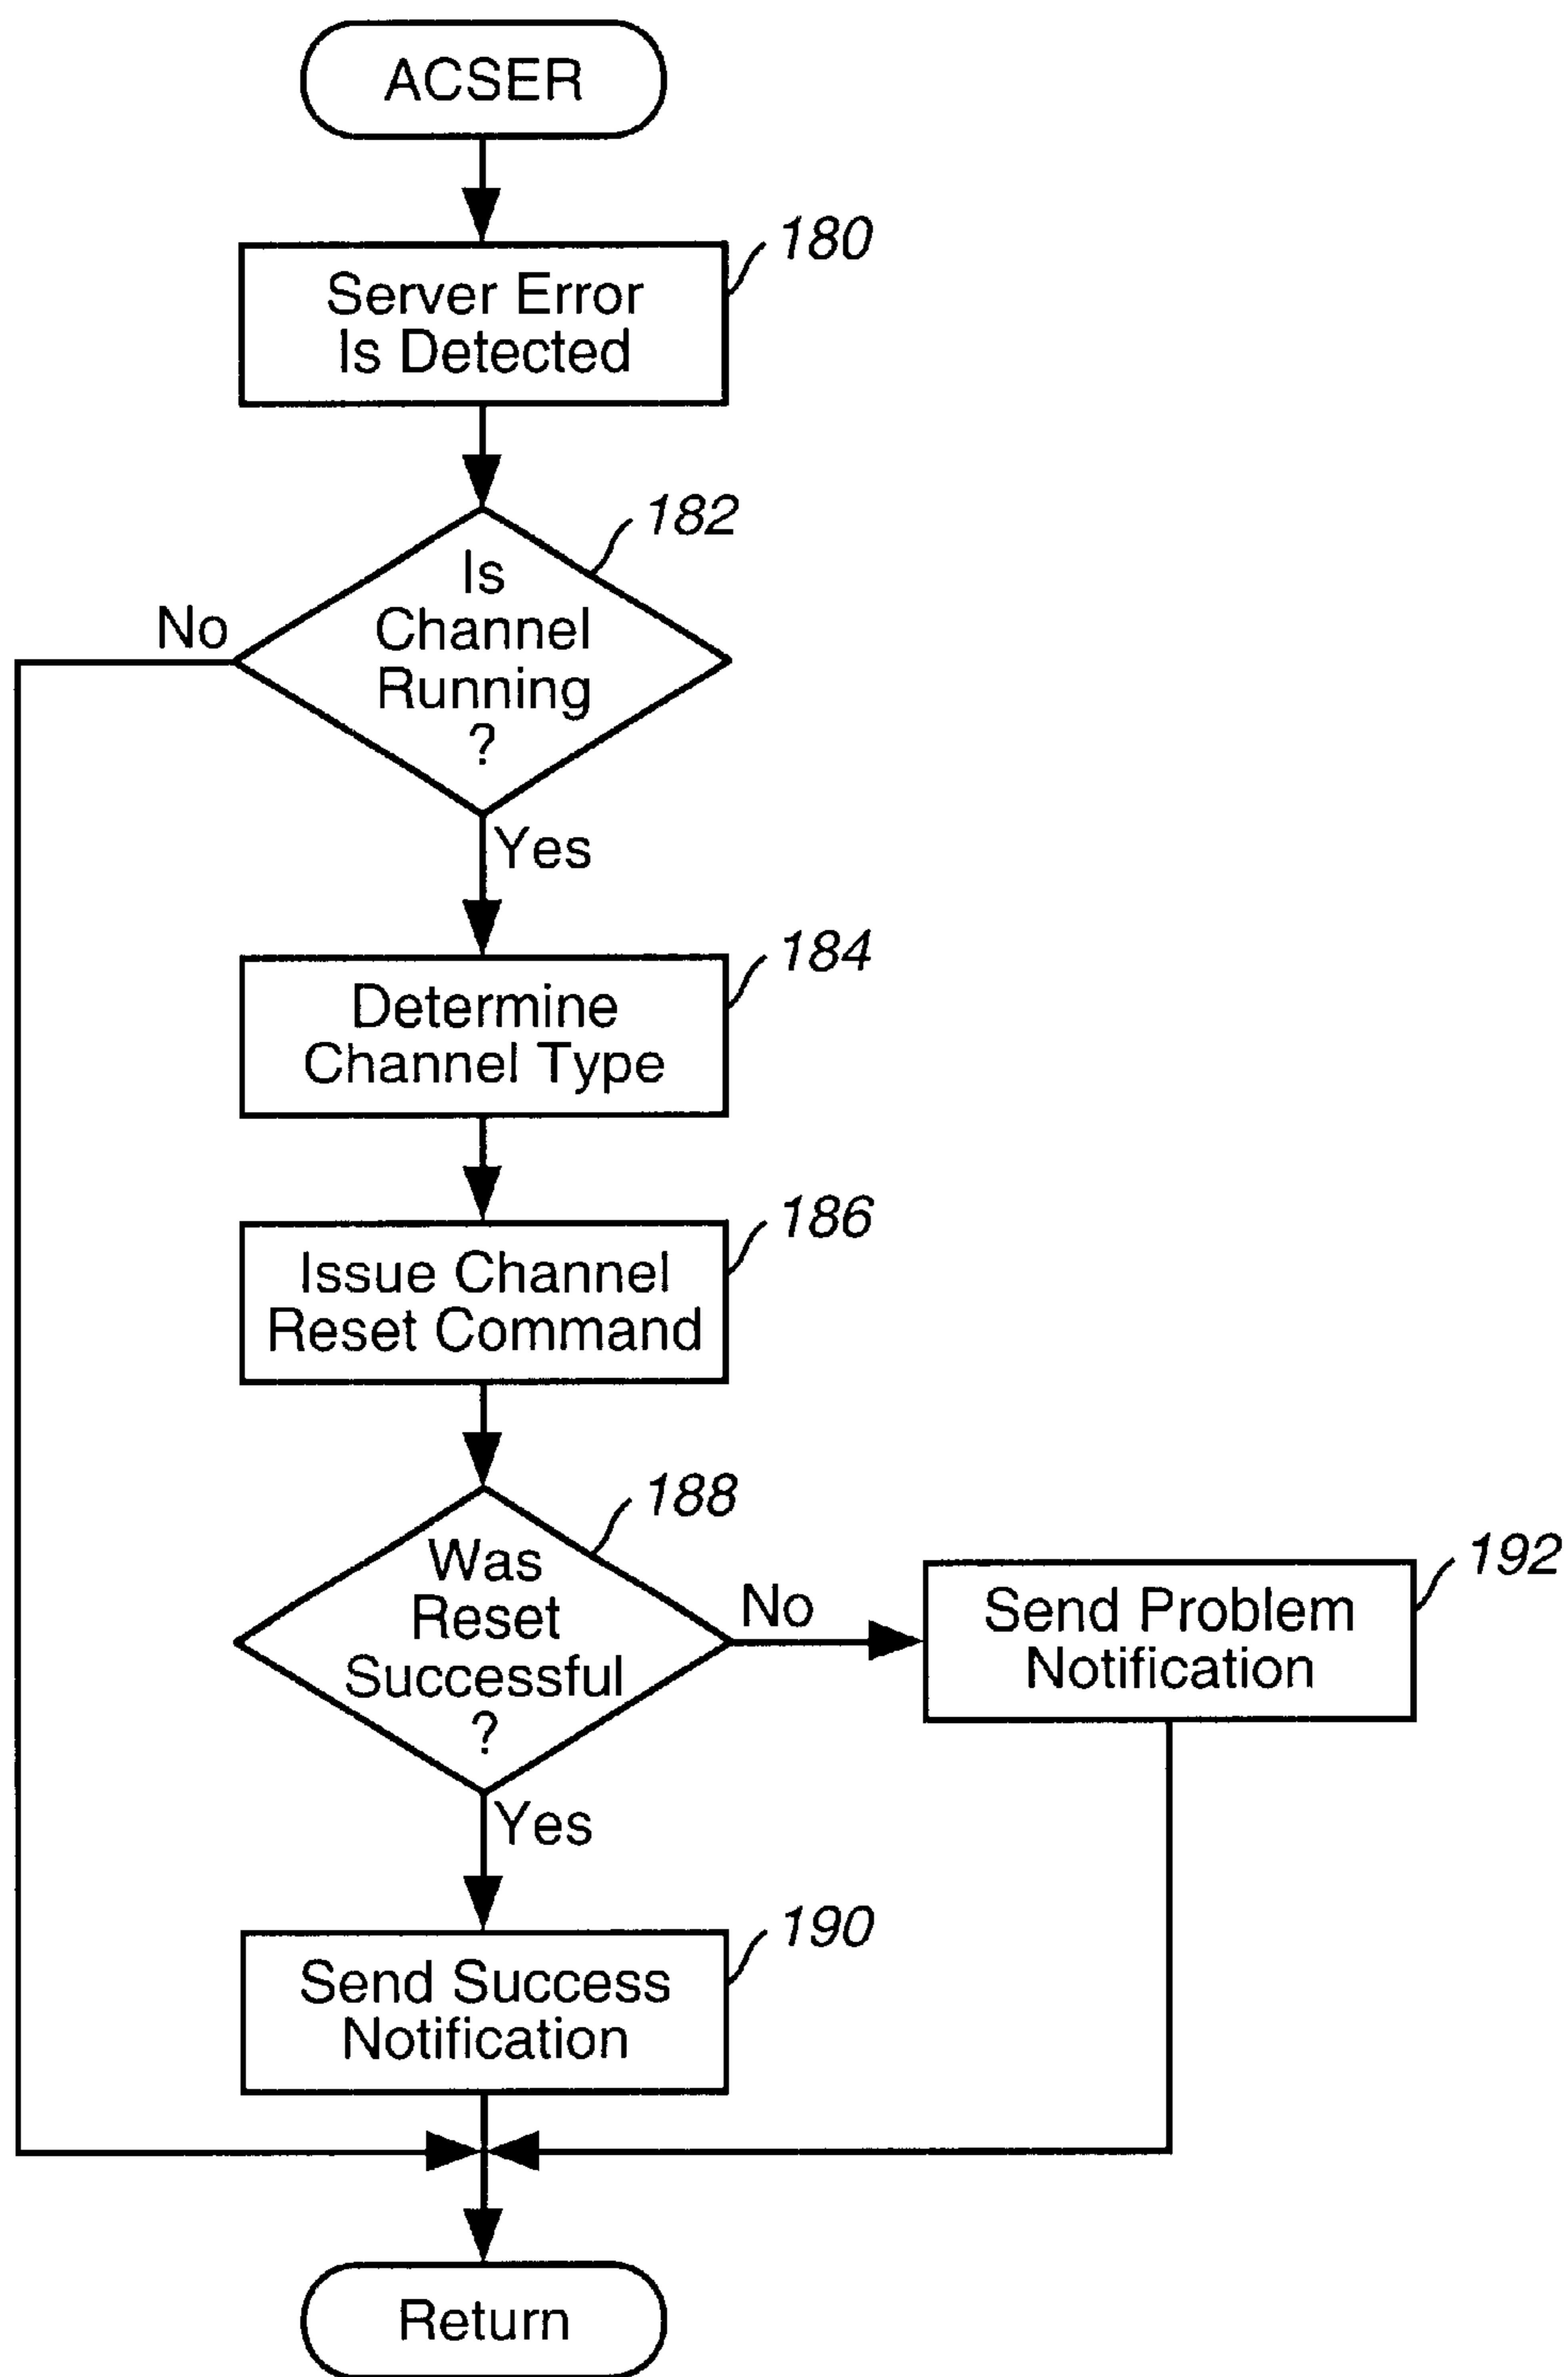 ACSER
180
Server Error
Is Detected
182
Is
Channel
Running
?
No
Yes
184
Determine
Channel Type
186
Issue Channel
Reset Command
188
Was
Reset
Successful
?
No
192
Send Problem
Notification
Yes
190
Send Success
Notification
Return